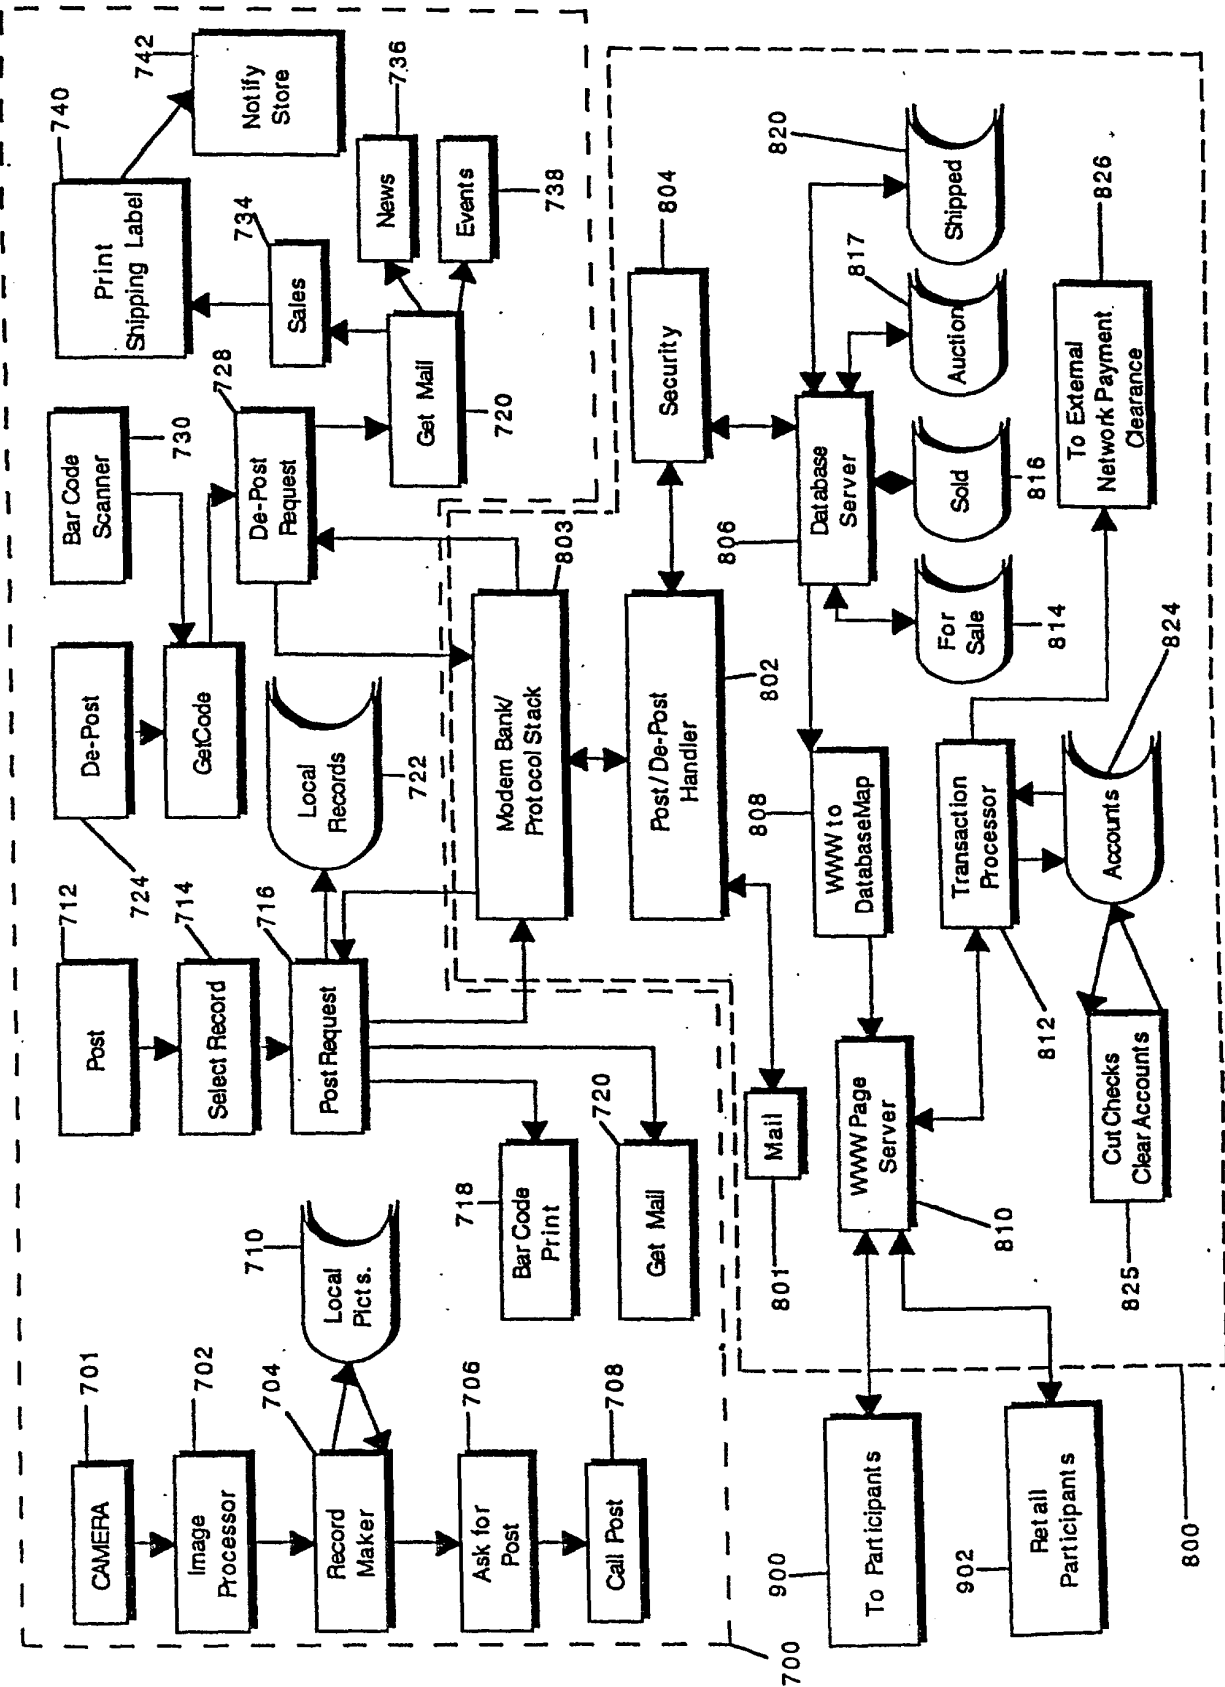 CAMERA
701
Image
Processor
702
Record
Maker
704
Local
Picts.
710
Ask for
Post
706
Call Post
708
Post
712
Select Record
714
Post Request
716
Bar Code
Print
718
Get Mail
720
Local
Records
722
De-Post
724
GetCode
Bar Code
Scanner
730
De-Post
Request
728
Get Mail
720
Sales
734
News
736
Events
738
Print
Shipping Label
740
Notify
Store
742
700
Modem Bank/
Protocol Stack
803
Post/De-Post
Handler
802
Security
804
Mail
801
Database
Server
806
WWW to
DatabaseMap
808
WWW Page
Server
810
For
Sale
814
Sold
816
Auction
817
Shipped
820
Transaction
Processor
812
Accounts
824
Cut Checks
Clear Accounts
825
To External
Network Payment
Clearance
826
To Participants
900
Retail
Participants
902
800